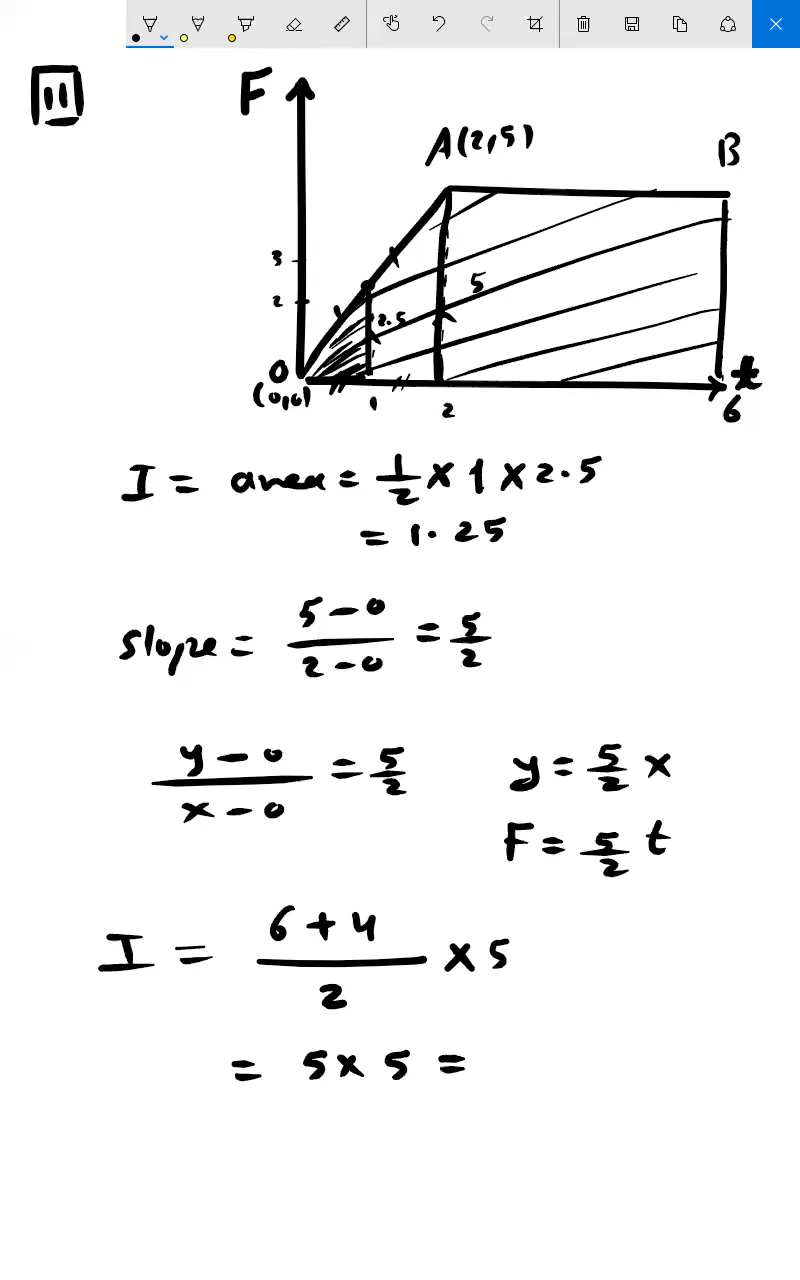 11
F
A(2,5)
B
3
2
5
2.5
O
(0,0)
1
2
t
6
I = area = 1/2 × 1 × 2.5
= 1.25
slope = 5-0/2-0 = 5/2
y-0/x-0 = 5/2 y = 5/2 x
F = 5/2 t
I = 6+4/2 × 5
= 5 × 5 =